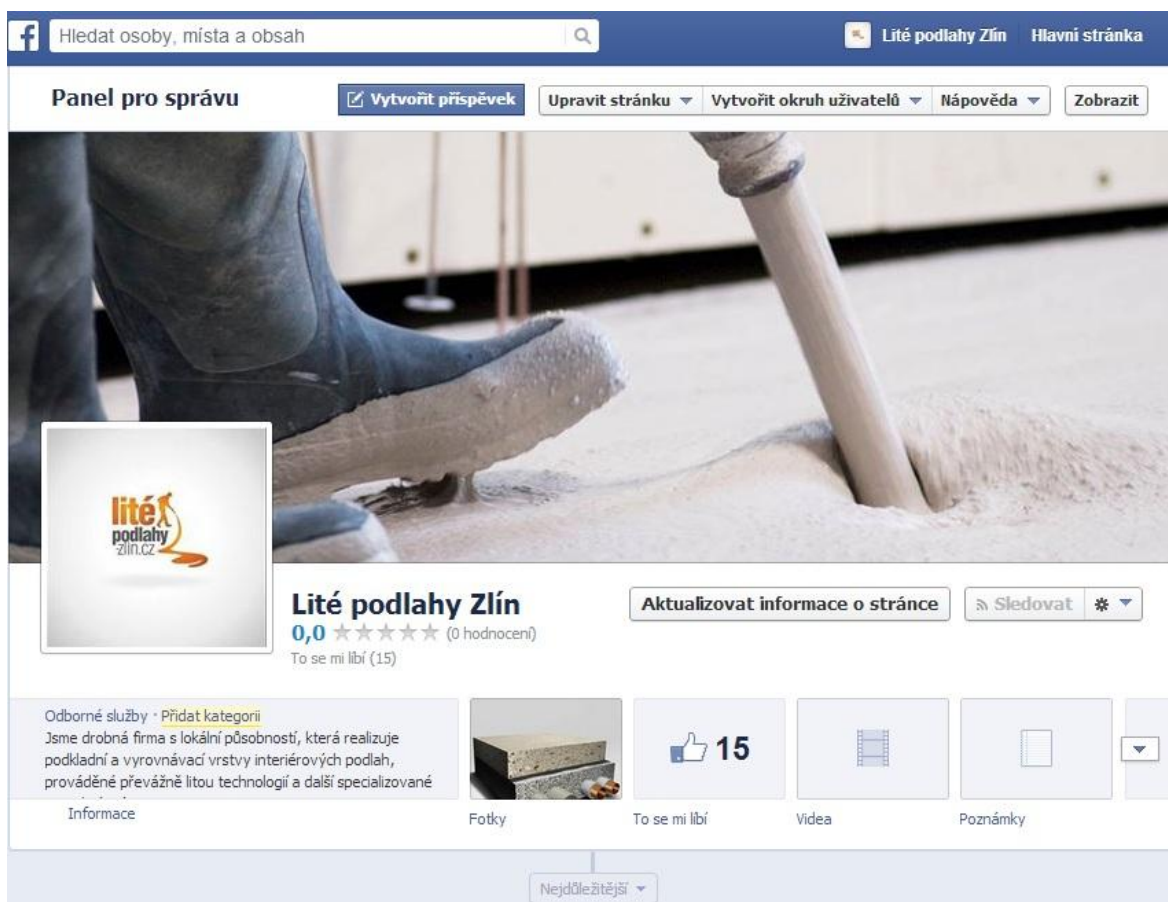 Hledat osoby, místa a obsah
Lité podlahy Zlín Hlavní stránka
Panel pro správu
Vytvořit příspěvek
Upravit stránku Vytvořit okruh uživatelů Nápověda
Zobrazit
lité
podlahy
zlin.cz
Lité podlahy Zlín
Aktualizovat informace o stránce
Sledovat
0,0 (0 hodnocení)
To se mi líbí (15)
Odborné služby · Přidat kategorii
Jsme drobná firma s lokální působností, která realizuje
podkladní a vyrovnávací vrstvy interiérových podlah,
prováděné převážně litou technologií a další specializované
15
Informace
Fotky
To se mi líbí
Videa
Poznámky
Nejdůležitější